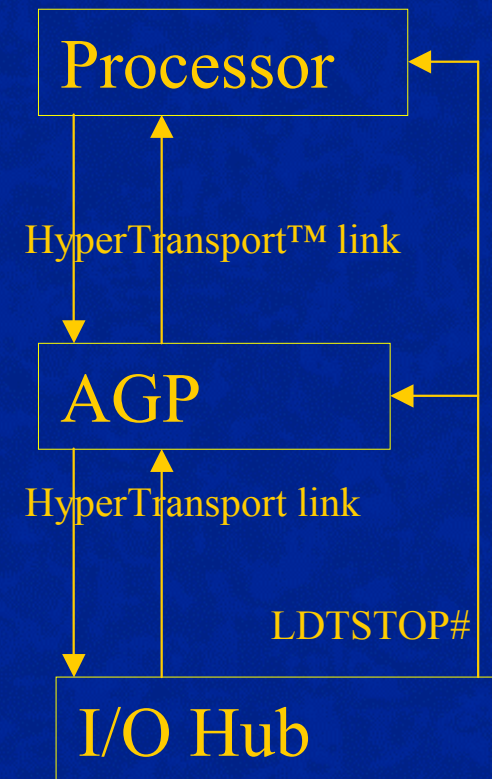 Processor
HyperTransport™ link
AGP
HyperTransport link
LDTSTOP#
I/O Hub